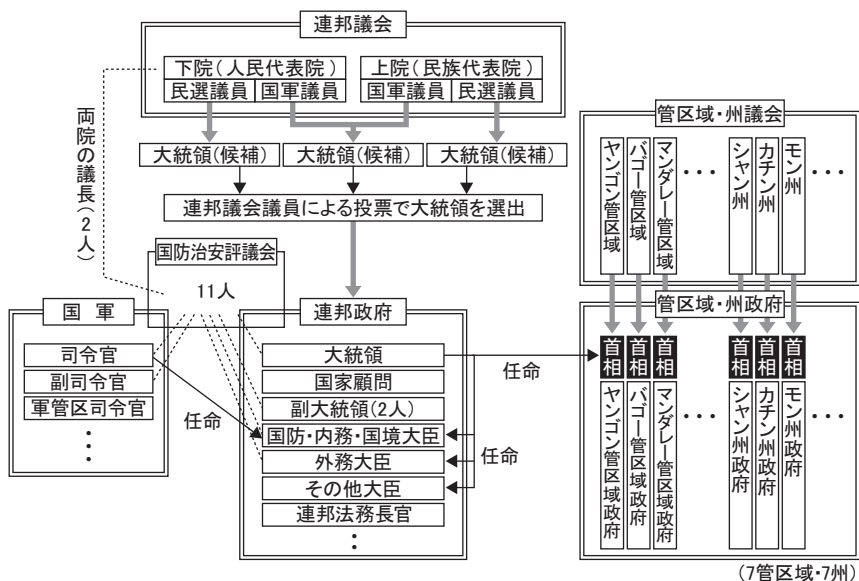 連邦議会
下院(人民代表院)
上院(民族代表院)
民選議員
国軍議員
国軍議員
民選議員
両院の議長(2人)
大統領(候補)
大統領(候補)
大統領(候補)
連邦議会議員による投票で大統領を選出
国防治安評議会
11人
国 軍
司令官
副司令官
軍管区司令官
・・・
任命
連邦政府
大統領
国家顧問
副大統領(2人)
国防・内務・国境大臣
外務大臣
その他大臣
連邦法務長官
・・・
任命
任命
管区域・州議会
ヤンゴン管区域
バゴー管区域
マンダレー管区域
・・・
シャン州
カチン州
モン州
・・・
管区域・州政府
首相
首相
首相
首相
首相
首相
ヤンゴン管区域政府
バゴー管区域政府
マンダレー管区域政府
・・・
シャン州政府
カチン州政府
モン州政府
・・・
(7管区域・7州)